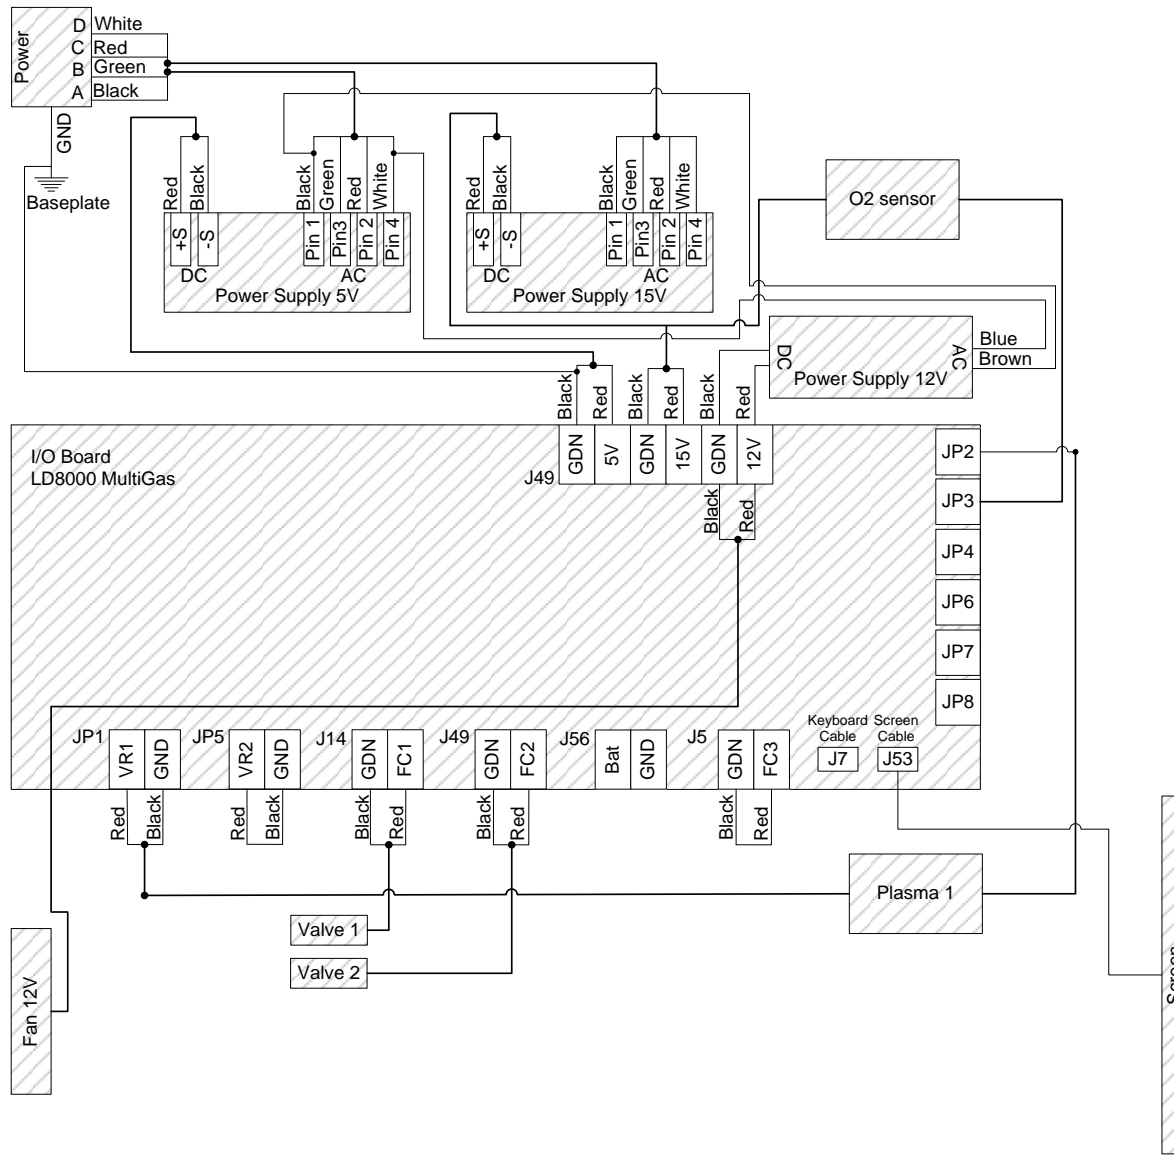 Power
D White
C Red
B Green
A Black
GND
Baseplate
Red
Black
Black
Green
Red
White
+S
-S
Pin 1
Pin3
Pin 2
Pin 4
DC
AC
Power Supply 5V
Red
Black
Black
Green
Red
White
+S
-S
Pin 1
Pin3
Pin 2
Pin 4
DC
AC
Power Supply 15V
O2 sensor
DC
AC
Blue
Brown
Power Supply 12V
Black
Red
Black
Red
Black
Red
I/O Board
LD8000 MultiGas
J49
GDN
5V
GDN
15V
GDN
12V
Black
Red
JP2
JP3
JP4
JP6
JP7
JP8
JP1
VR1
GND
JP5
VR2
GND
J14
GDN
FC1
J49
GDN
FC2
J56
Bat
GND
J5
GDN
FC3
Keyboard
Cable
J7
Screen
Cable
J53
Red
Black
Red
Black
Black
Red
Black
Red
Black
Red
Plasma 1
Valve 1
Valve 2
Fan 12V
Screen